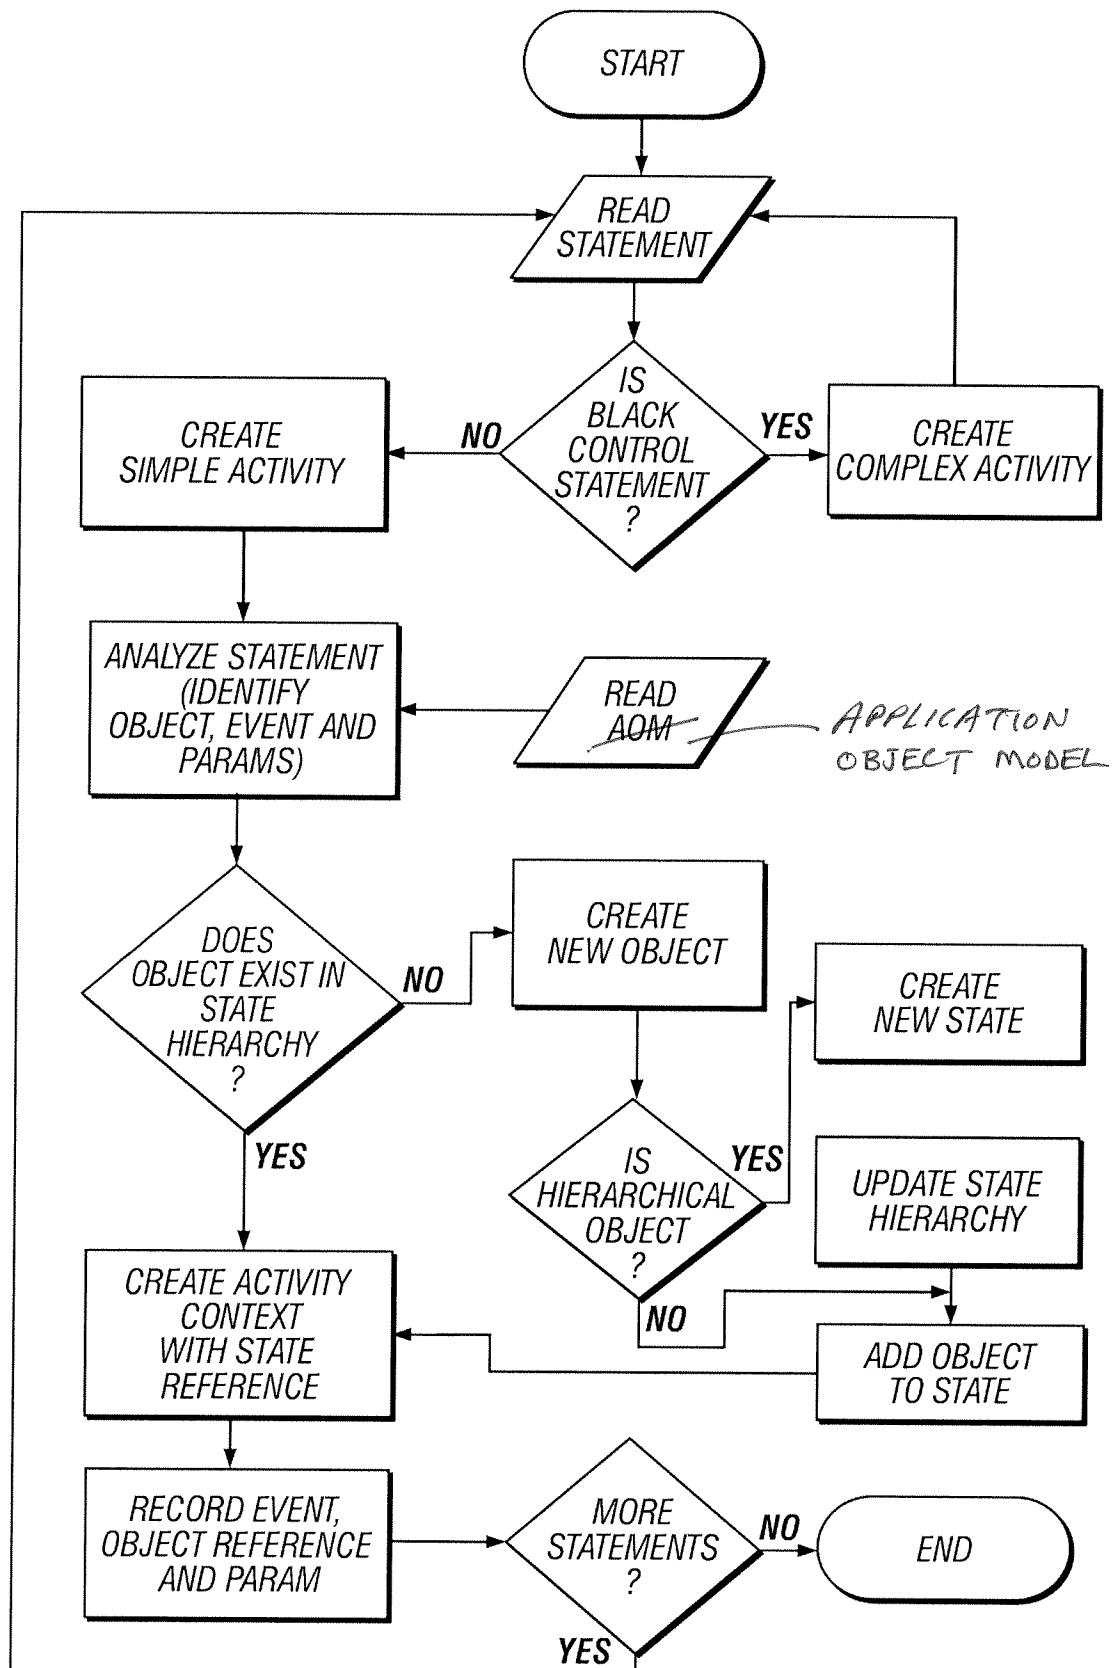 START
READ
STATEMENT
IS
BLACK
CONTROL
STATEMENT
?
NO
YES
CREATE
SIMPLE ACTIVITY
CREATE
COMPLEX ACTIVITY
ANALYZE STATEMENT
(IDENTIFY
OBJECT, EVENT AND
PARAMS)
READ
AOM
APPLICATION
OBJECT MODEL
DOES
OBJECT EXIST IN
STATE
HIERARCHY
?
NO
YES
CREATE
NEW OBJECT
CREATE
NEW STATE
IS
HIERARCHICAL
OBJECT
?
YES
NO
UPDATE STATE
HIERARCHY
ADD OBJECT
TO STATE
CREATE ACTIVITY
CONTEXT
WITH STATE
REFERENCE
RECORD EVENT,
OBJECT REFERENCE
AND PARAM
MORE
STATEMENTS
?
NO
YES
END